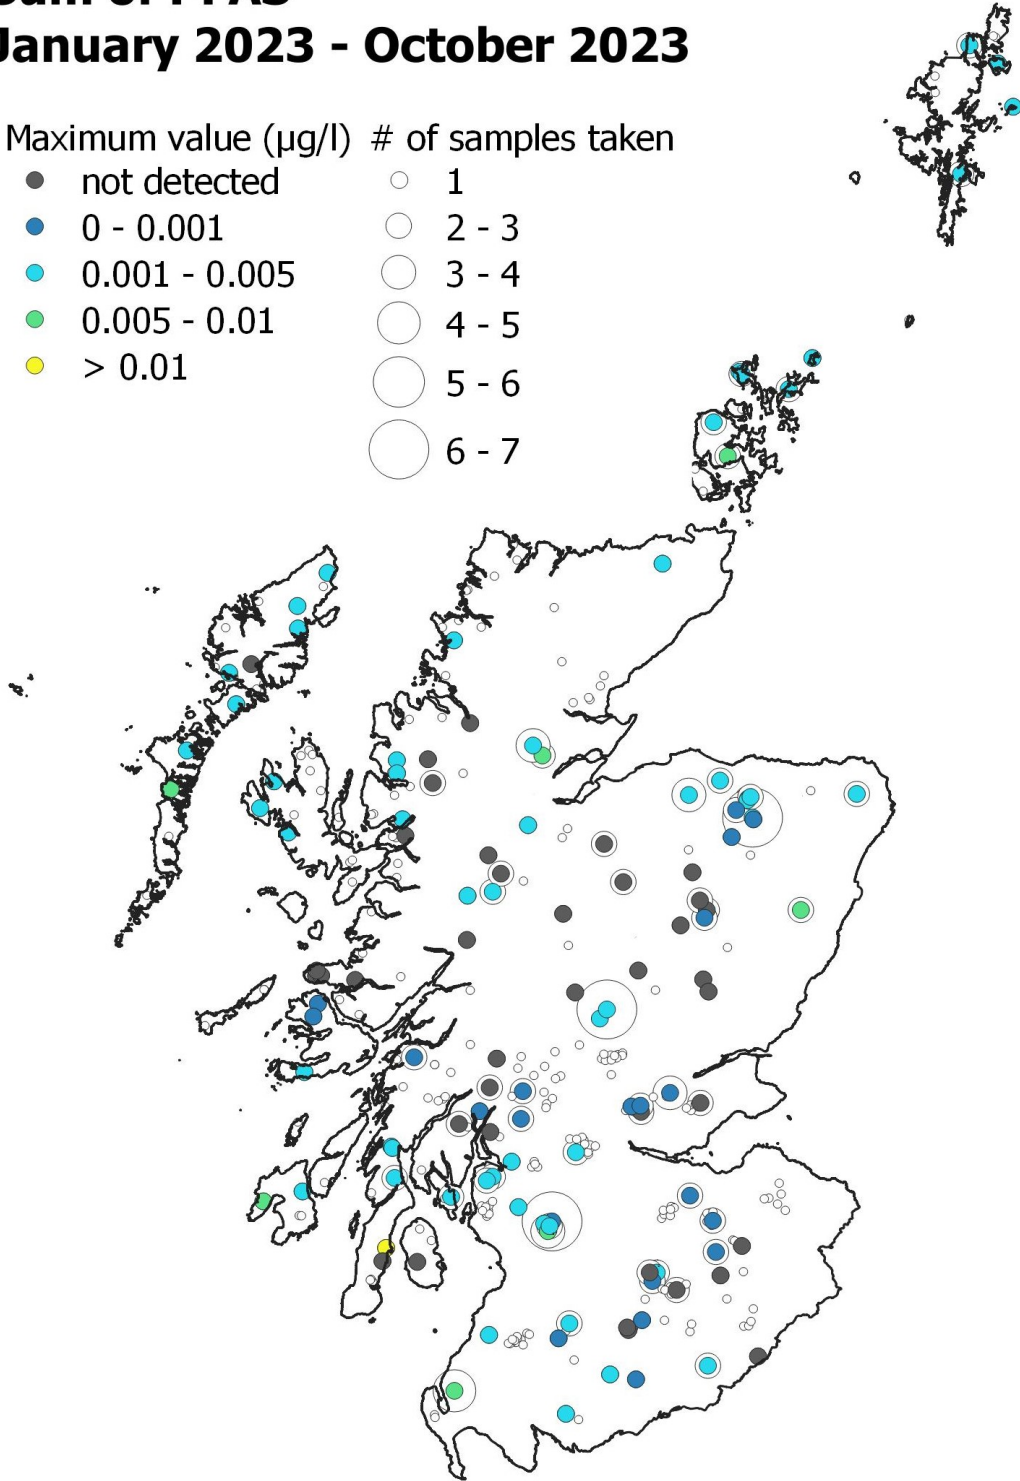 January 2023 - October 2023
Maximum value (µg/l)
not detected
0 - 0.001
0.001 - 0.005
0.005 - 0.01
> 0.01
# of samples taken
1
2 - 3
3 - 4
4 - 5
5 - 6
6 - 7